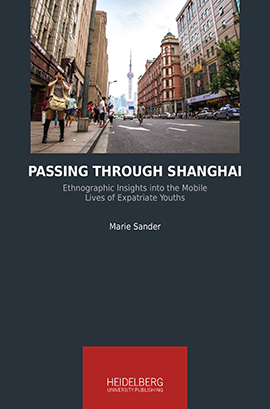 PASSING THROUGH SHANGHAI
Ethnographic Insights into the Mobile
Lives of Expatriate Youths
Marie Sander
HEIDELBERG
UNIVERSITY PUBLISHING